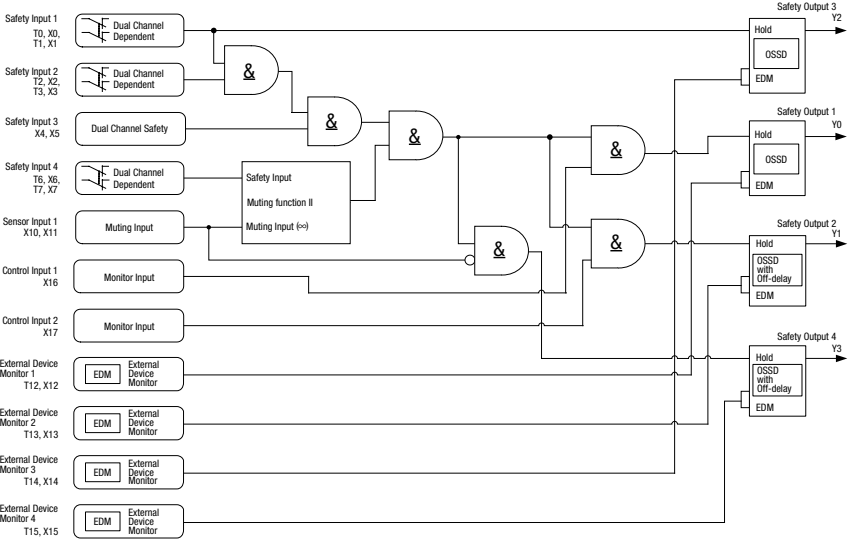 Safety Input 1
T0, X0,
T1, X1
Dual Channel
Dependent
Safety Input 2
T2, X2,
T3, X3
Dual Channel
Dependent
Safety Input 3
X4, X5
Dual Channel Safety
Safety Input 4
T6, X6,
T7, X7
Dual Channel
Dependent
Sensor Input 1
X10, X11
Muting Input
Control Input 1
X16
Monitor Input
Control Input 2
X17
Monitor Input
External Device
Monitor 1
T12, X12
EDM
External
Device
Monitor
External Device
Monitor 2
T13, X13
EDM
External
Device
Monitor
External Device
Monitor 3
T14, X14
EDM
External
Device
Monitor
External Device
Monitor 4
T15, X15
EDM
External
Device
Monitor
&
&
&
Safety Input
Muting function II
Muting Input (∞)
&
&
&
Safety Output 3
Y2
Hold
OSSD
EDM
Safety Output 1
Y0
Hold
OSSD
EDM
Safety Output 2
Y1
Hold
OSSD
with
Off-delay
EDM
Safety Output 4
Y3
Hold
OSSD
with
Off-delay
EDM